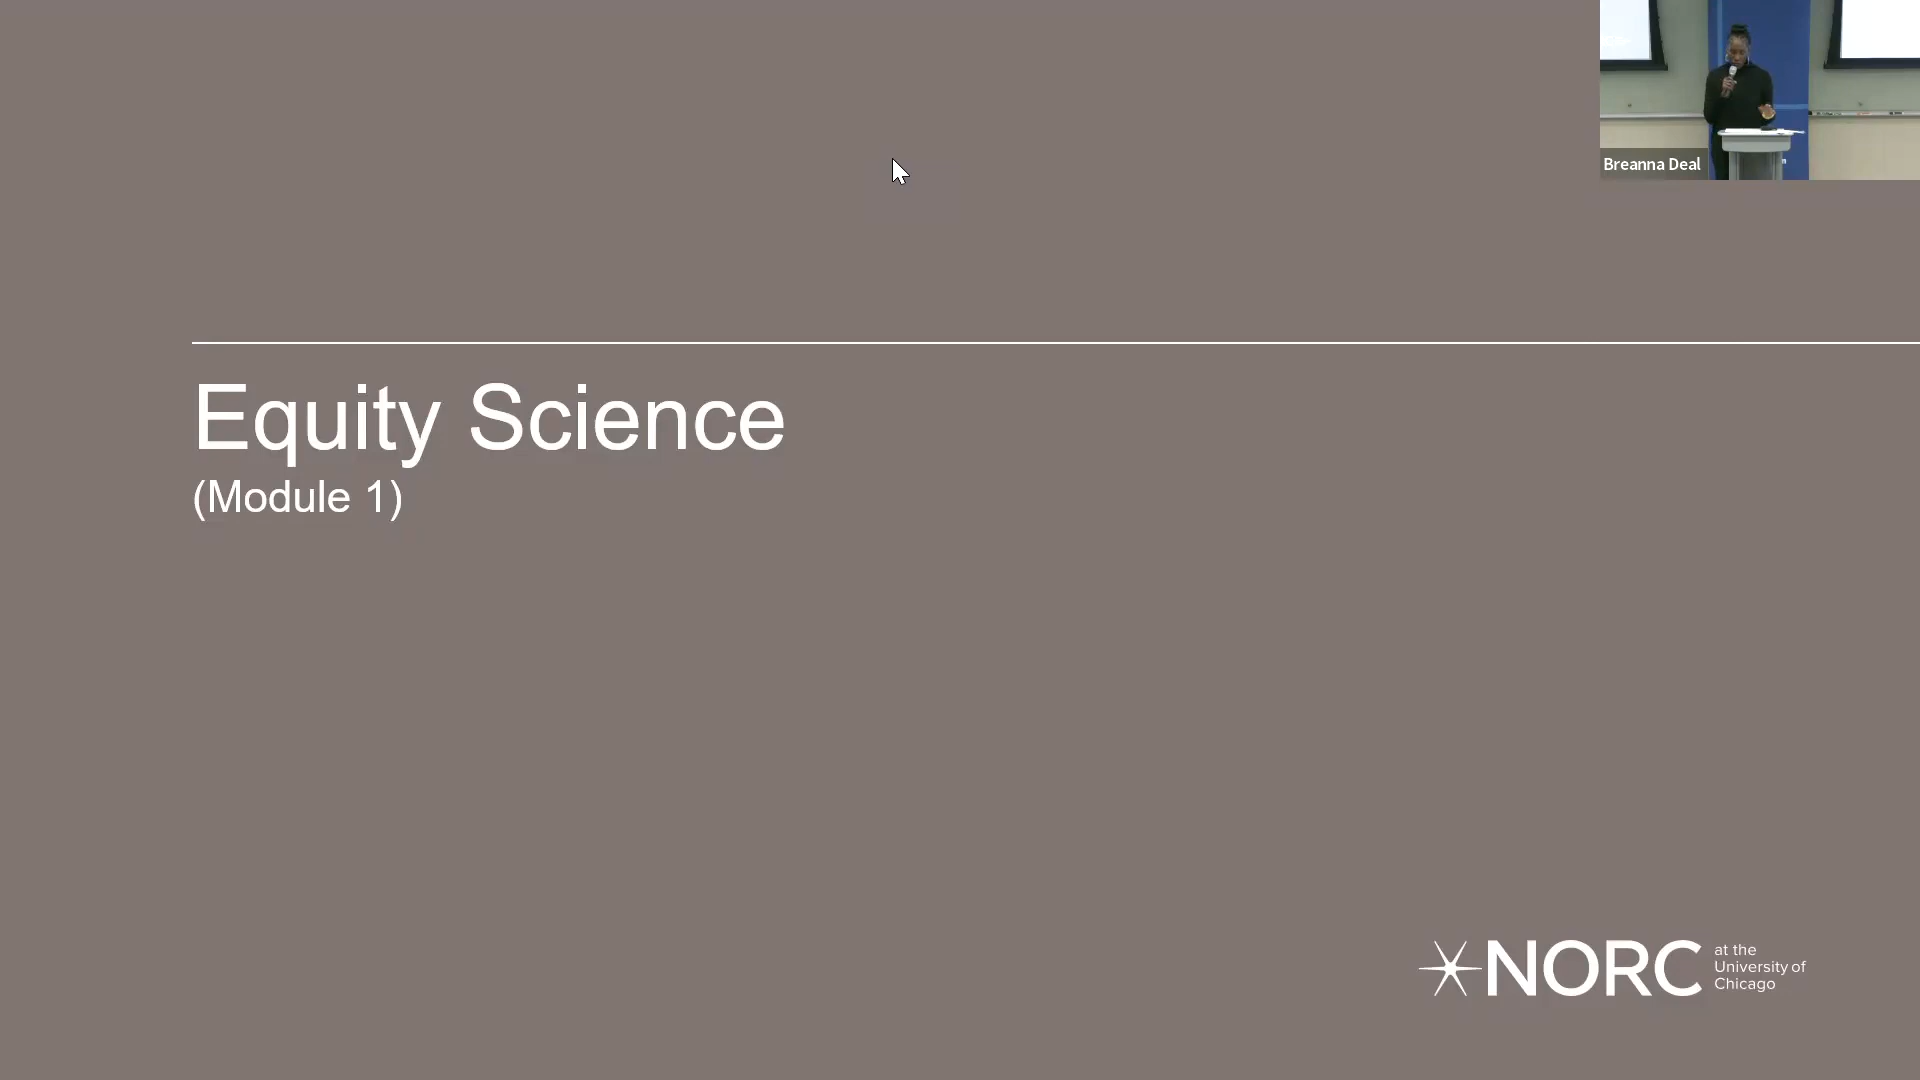 Breanna Deal
Equity Science
(Module 1)
NORC
at the
University of
Chicago